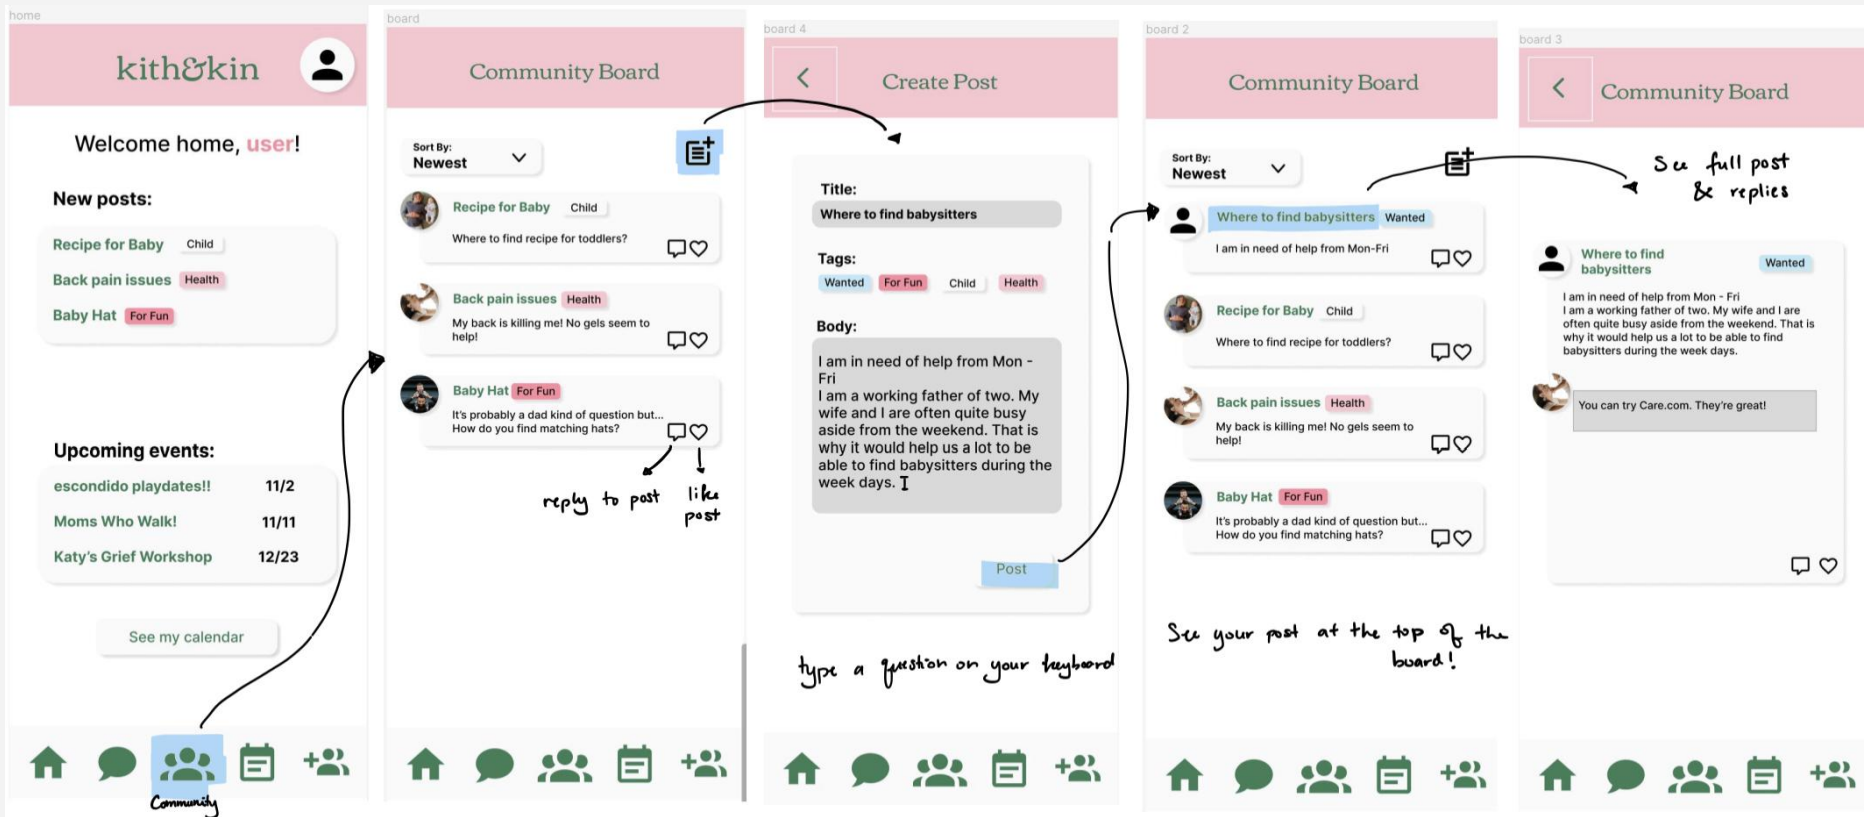 home
kith&kin
Welcome home, user!
New posts:
Recipe for Baby Child
Back pain issues Health
Baby Hat For Fun
Upcoming events:
escondido playdates!! 11/2
Moms Who Walk! 11/11
Katy's Grief Workshop 12/23
See my calendar
Community
board
Community Board
Sort By:
Newest
Recipe for Baby Child
Where to find recipe for toddlers?
Back pain issues Health
My back is killing me! No gels seem to
help!
Baby Hat For Fun
It's probably a dad kind of question but...
How do you find matching hats?
reply to post
like
post
board 4
Create Post
Title:
Where to find babysitters
Tags:
Wanted For Fun Child Health
Body:
I am in need of help from Mon -
Fri
I am a working father of two. My
wife and I are often quite busy
aside from the weekend. That is
why it would help us a lot to be
able to find babysitters during the
week days.
Post
type a question on your keyboard
board 2
Community Board
Sort By:
Newest
Where to find babysitters Wanted
I am in need of help from Mon-Fri
Recipe for Baby Child
Where to find recipe for toddlers?
Back pain issues Health
My back is killing me! No gels seem to
help!
Baby Hat For Fun
It's probably a dad kind of question but...
How do you find matching hats?
See your post at the top of the
board!
board 3
Community Board
See full post
& replies
Where to find
babysitters
Wanted
I am in need of help from Mon - Fri
I am a working father of two. My wife and I are
often quite busy aside from the weekend. That is
why it would help us a lot to be able to find
babysitters during the week days.
You can try Care.com. They're great!